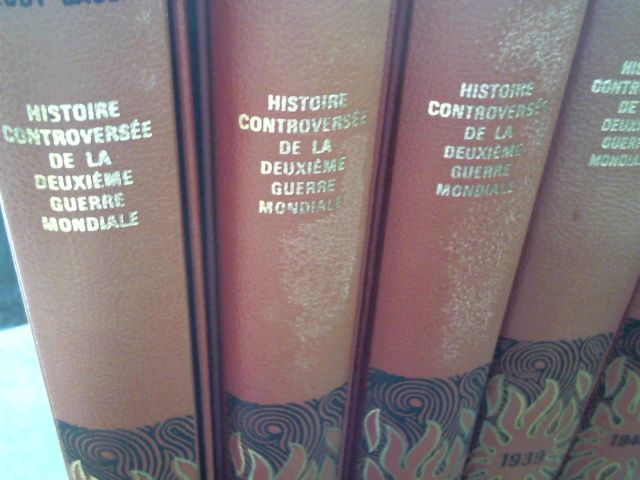 HISTOIRE
CONTROVERSÉE
DE LA
DEUXIÈME
GUERRE
MONDIALE
HISTOIRE
CONTROVERSÉE
DE LA
DEUXIÈME
GUERRE
MONDIALE
HISTOIRE
CONTROVERSÉE
DE LA
DEUXIÈME
GUERRE
MONDIALE
1939
GUERRE